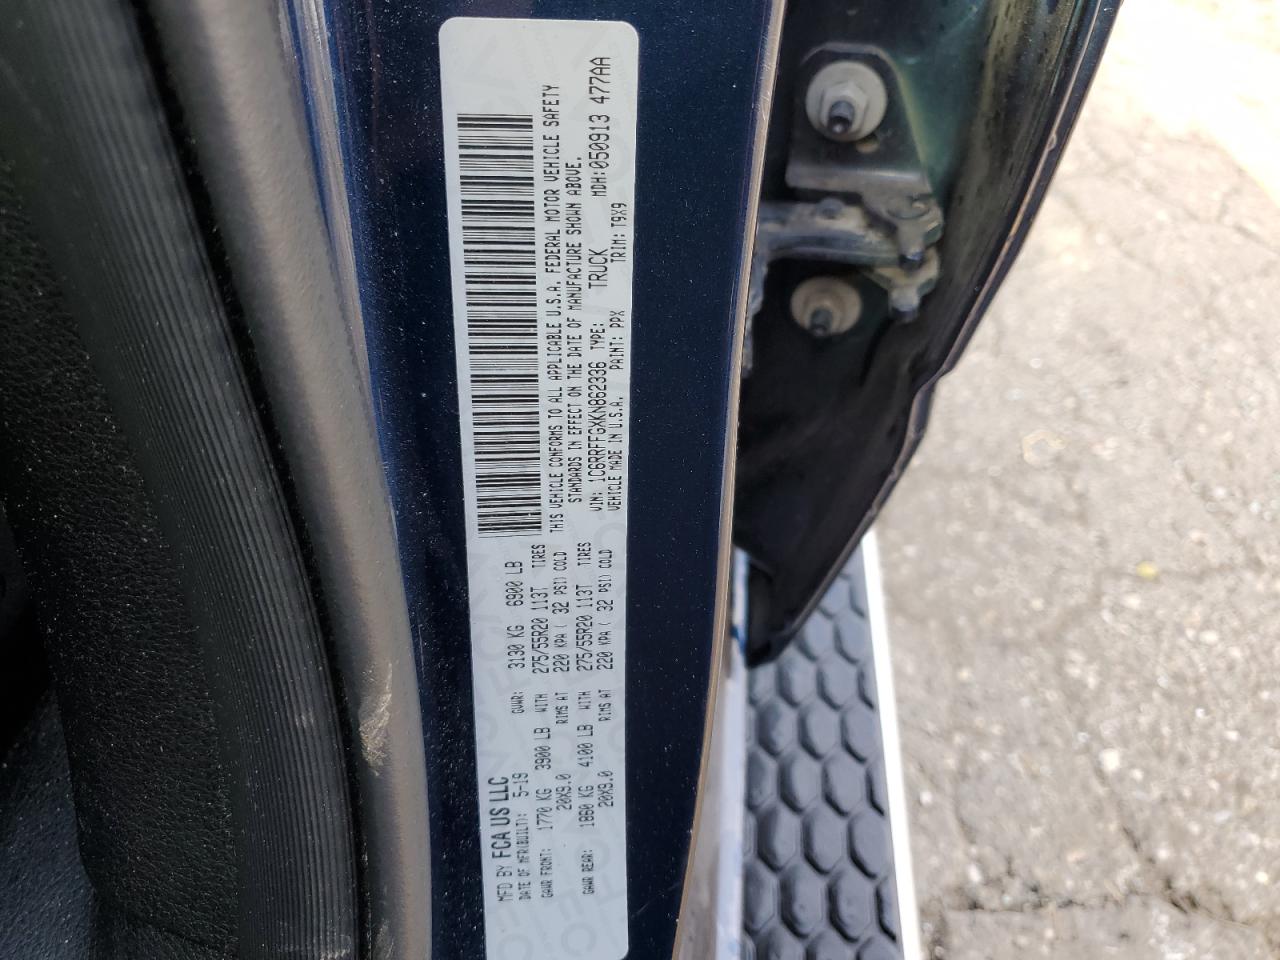 MFD BY FCA US LLC
DATE OF MFR(BUILT): 5-19 GVWR: 3130 KG 6900 LB
GAWR FRONT: 1770 KG 3900 LB WITH 275/55R20 113T TIRES
20X9.0 RIMS AT 220 KPA ( 32 PSI) COLD
GAWR REAR: 1860 KG 4100 LB WITH 275/55R20 113T TIRES
20X9.0 RIMS AT 220 KPA ( 32 PSI) COLD
THIS VEHICLE CONFORMS TO ALL APPLICABLE U.S.A. FEDERAL MOTOR VEHICLE SAFETY
STANDARDS IN EFFECT ON THE DATE OF MANUFACTURE SHOWN ABOVE.
VIN: 1C6RRFFGXKN862336 TYPE: TRUCK MDH:050913 477AA
VEHICLE MADE IN U.S.A. PAINT: PPX TRIM: T9X9